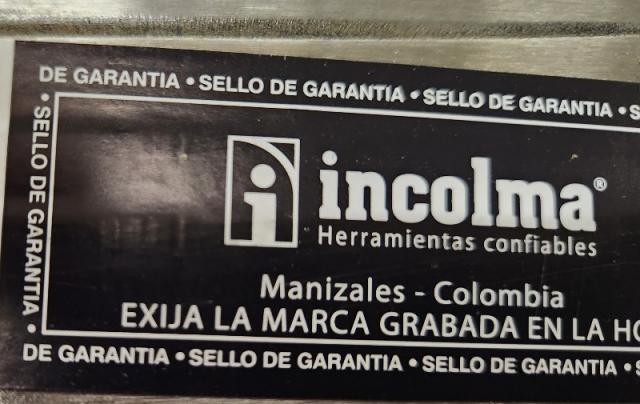 DE GARANTIA • SELLO DE GARANTIA • SELLO DE GARANTIA • S
• SELLO DE GARANTIA •
i incolma®
Herramientas confiables
Manizales - Colombia
EXIJA LA MARCA GRABADA EN LA HO
DE GARANTIA • SELLO DE GARANTIA • SELLO DE GARANTIA • S